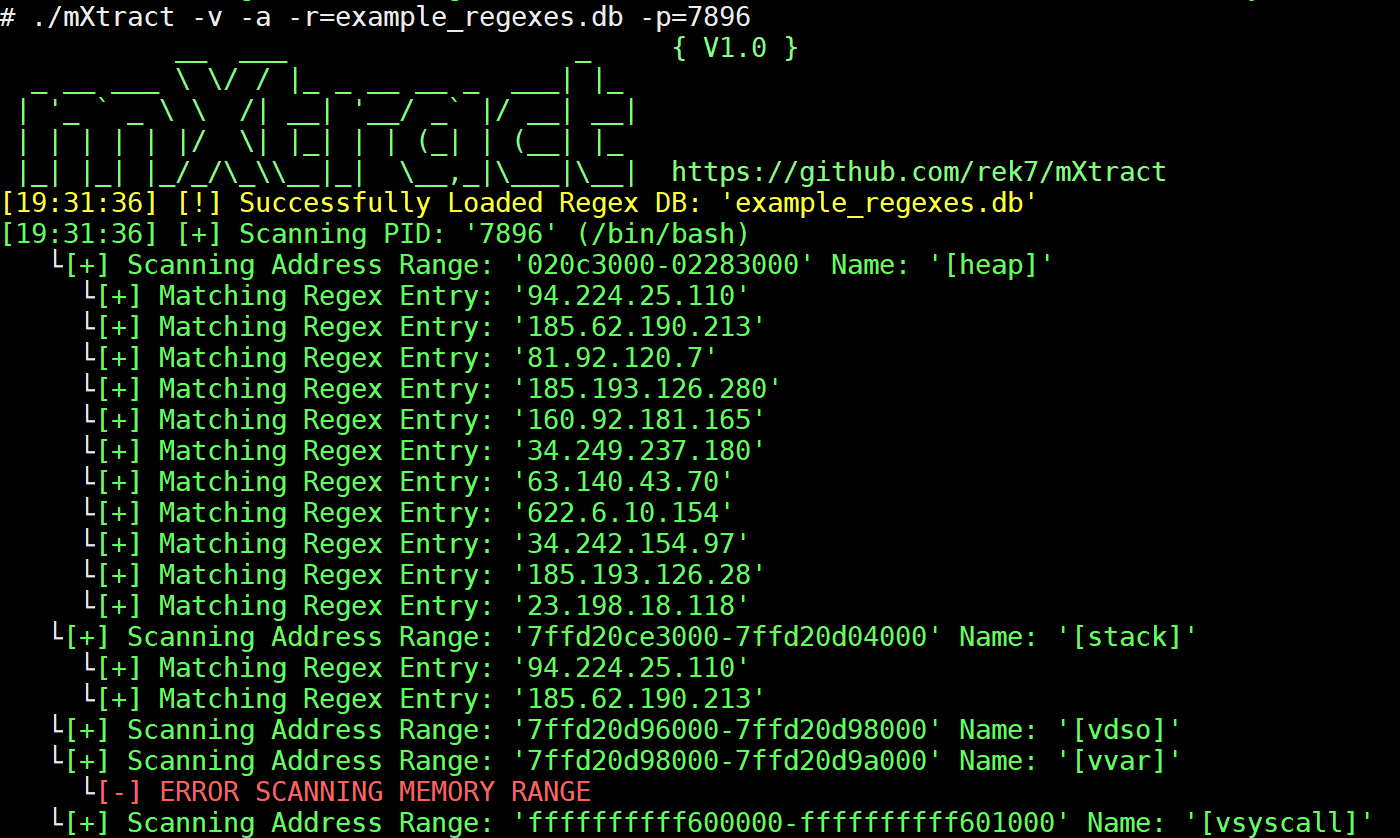 # ./mXtract -v -a -r=example_regexes.db -p=7896
{ V1.0 }
mXtract
https://github.com/rek7/mXtract
[19:31:36] [!] Successfully Loaded Regex DB: 'example_regexes.db'
[19:31:36] [+] Scanning PID: '7896' (/bin/bash)
└[+] Scanning Address Range: '020c3000-02283000' Name: '[heap]'
└[+] Matching Regex Entry: '94.224.25.110'
└[+] Matching Regex Entry: '185.62.190.213'
└[+] Matching Regex Entry: '81.92.120.7'
└[+] Matching Regex Entry: '185.193.126.280'
└[+] Matching Regex Entry: '160.92.181.165'
└[+] Matching Regex Entry: '34.249.237.180'
└[+] Matching Regex Entry: '63.140.43.70'
└[+] Matching Regex Entry: '622.6.10.154'
└[+] Matching Regex Entry: '34.242.154.97'
└[+] Matching Regex Entry: '185.193.126.28'
└[+] Matching Regex Entry: '23.198.18.118'
└[+] Scanning Address Range: '7ffd20ce3000-7ffd20d04000' Name: '[stack]'
└[+] Matching Regex Entry: '94.224.25.110'
└[+] Matching Regex Entry: '185.62.190.213'
└[+] Scanning Address Range: '7ffd20d96000-7ffd20d98000' Name: '[vdso]'
└[+] Scanning Address Range: '7ffd20d98000-7ffd20d9a000' Name: '[vvar]'
└[-] ERROR SCANNING MEMORY RANGE
└[+] Scanning Address Range: 'ffffffffff600000-ffffffffff601000' Name: '[vsyscall]'